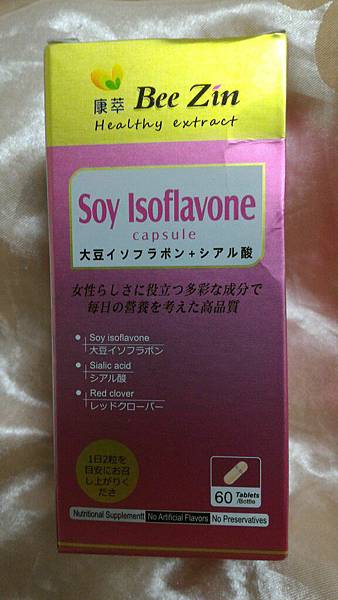 康萃 Bee Zin
Healthy extract
Soy Isoflavone
capsule
大豆イソフラボン+シアル酸
女性らしさに役立つ多彩な成分で
毎日の營養を考えた高品質
Soy isoflavone
大豆イソフラボン
Sialic acid
シアル酸
Red clover
レッドクローバー
1日2粒を
目安にお召
し上がりく
ださ
60 Tablets
/Bottle
Nutritional Supplementt No Artificial Flavors No Preservatives